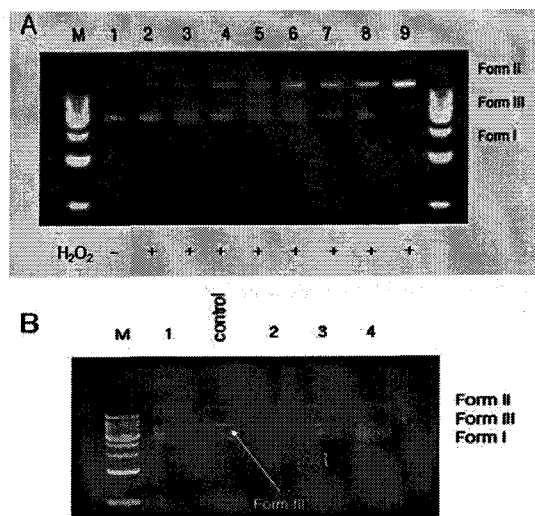 A
M 1 2 3 4 5 6 7 8 9
Form II
Form III
Form I
H₂O₂ − + + + + + + + +
B
M 1 control 2 3 4
Form II
Form III
Form I
Form III